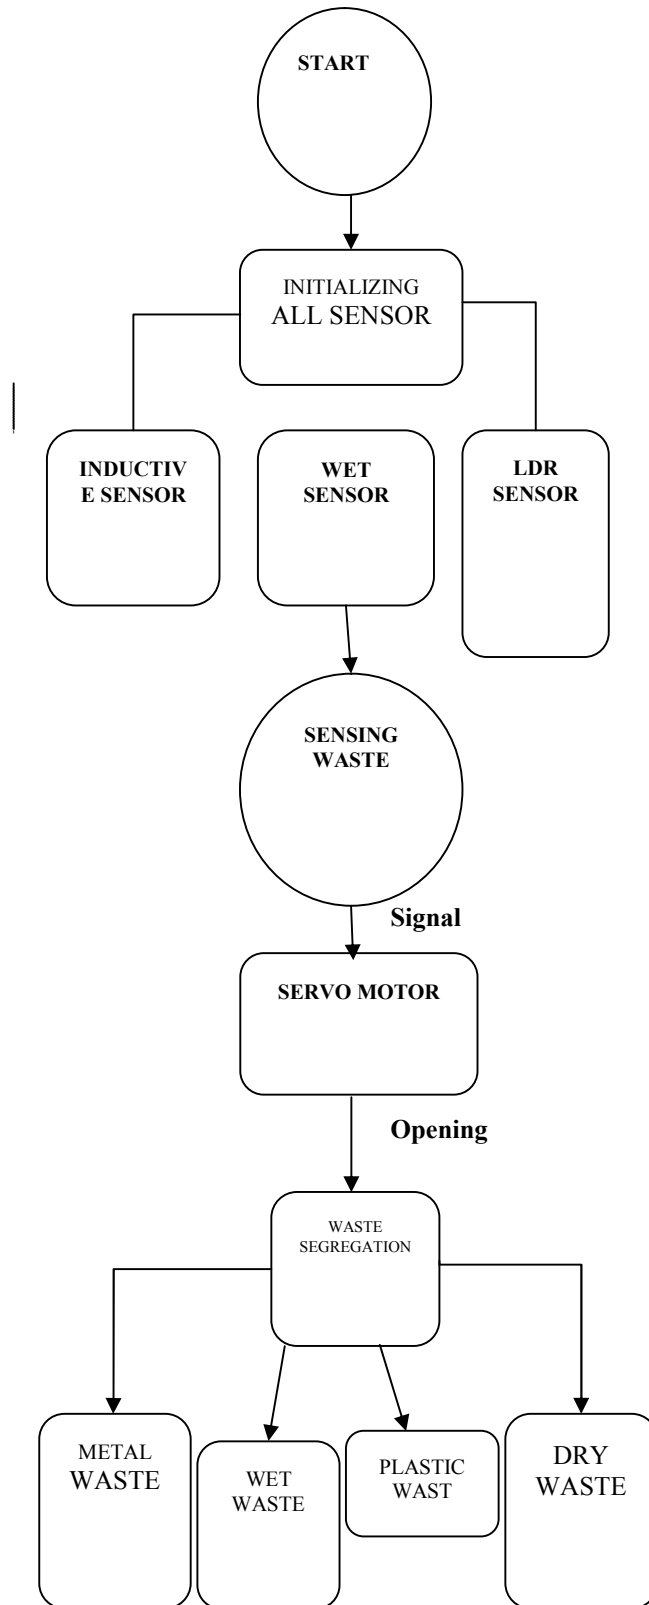 START
INITIALIZING
ALL SENSOR
INDUCTIV
E SENSOR
WET
SENSOR
LDR
SENSOR
SENSING
WASTE
Signal
SERVO MOTOR
Opening
WASTE
SEGREGATION
METAL
WASTE
WET
WASTE
PLASTIC
WAST
DRY
WASTE